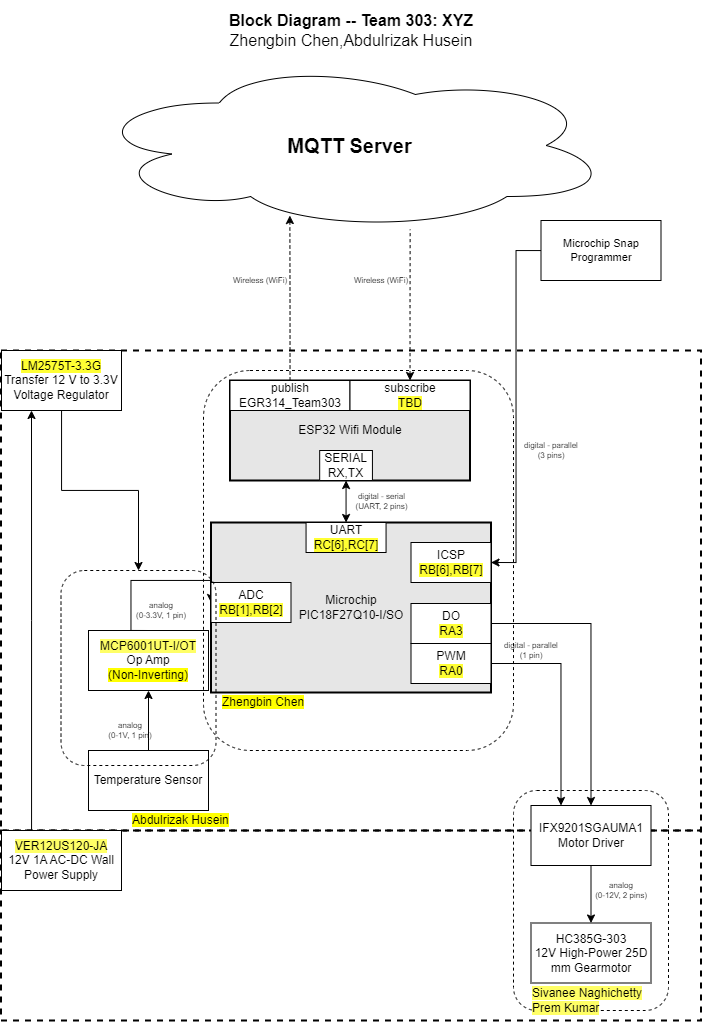 Block Diagram -- Team 303: XYZ
Zhengbin Chen,Abdulrizak Husein
MQTT Server
Microchip Snap
Programmer
Wireless (WiFi)
Wireless (WiFi)
LM2575T-3.3G
Transfer 12 V to 3.3V
Voltage Regulator
publish
EGR314_Team303
subscribe
TBD
ESP32 Wifi Module
SERIAL
RX,TX
digital - parallel
(3 pins)
digital - serial
(UART, 2 pins)
UART
RC[6],RC[7]
ICSP
RB[6],RB[7]
ADC
RB[1],RB[2]
Microchip
PIC18F27Q10-I/SO
analog
(0-3.3V, 1 pin)
DO
RA3
MCP6001UT-I/OT
Op Amp
(Non-Inverting)
PWM
RA0
digital - parallel
(1 pin)
Zhengbin Chen
analog
(0-1V, 1 pin)
Temperature Sensor
Abdulrizak Husein
VER12US120-JA
12V 1A AC-DC Wall
Power Supply
IFX9201SGAUMA1
Motor Driver
analog
(0-12V, 2 pins)
HC385G-303
12V High-Power 25D
mm Gearmotor
Sivanee Naghichetty
Prem Kumar